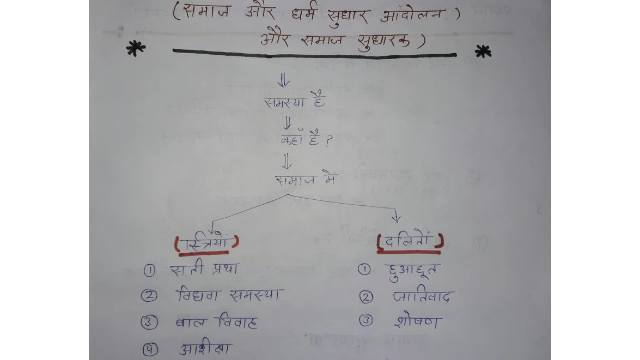 (समाज और धर्म सुधार आंदोलन)
और समाज सुधारक)
समस्या है
कहाँ है?
समाज में
(स्त्रियों)
(दलितों)
① सती प्रथा
② विधवा समस्या
③ बाल विवाह
④ अशिक्षा
① छुआछूत
② जातिवाद
③ शोषण